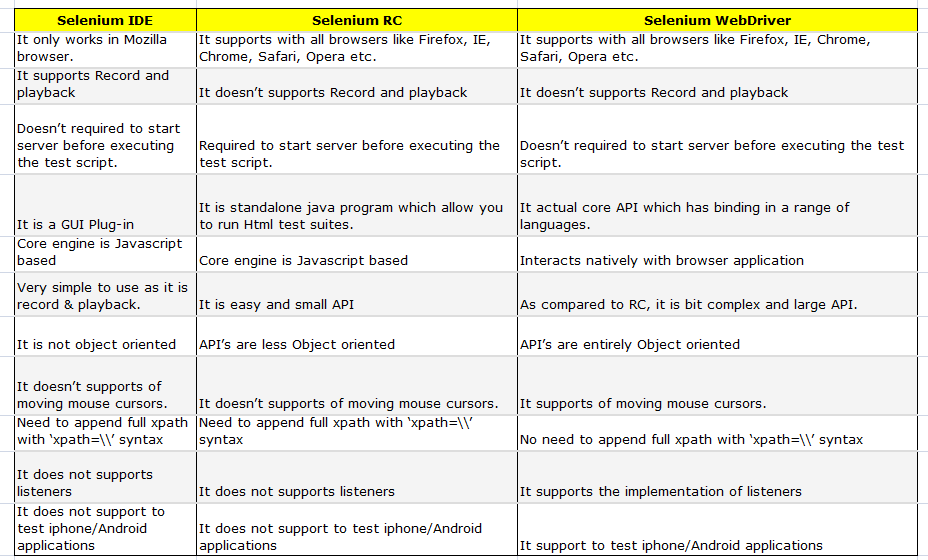 Selenium IDE
Selenium RC
Selenium WebDriver
It only works in Mozilla
browser.
It supports with all browsers like Firefox, IE,
Chrome, Safari, Opera etc.
It supports with all browsers like Firefox, IE, Chrome,
Safari, Opera etc.
It supports Record and
playback
It doesn’t supports Record and playback
It doesn’t supports Record and playback
Doesn’t required to start
server before executing
the test script.
Required to start server before executing the
test script.
Doesn’t required to start server before executing the test
script.
It is a GUI Plug-in
It is standalone java program which allow you
to run Html test suites.
It actual core API which has binding in a range of
languages.
Core engine is Javascript
based
Core engine is Javascript based
Interacts natively with browser application
Very simple to use as it is
record & playback.
It is easy and small API
As compared to RC, it is bit complex and large API.
It is not object oriented
API’s are less Object oriented
API’s are entirely Object oriented
It doesn’t supports of
moving mouse cursors.
It doesn’t supports of moving mouse cursors.
It supports of moving mouse cursors.
Need to append full xpath
with ‘xpath=\\’ syntax
Need to append full xpath with ‘xpath=\\’
syntax
No need to append full xpath with ‘xpath=\\’ syntax
It does not supports
listeners
It does not supports listeners
It supports the implementation of listeners
It does not support to
test iphone/Android
applications
It does not support to test iphone/Android
applications
It support to test iphone/Android applications